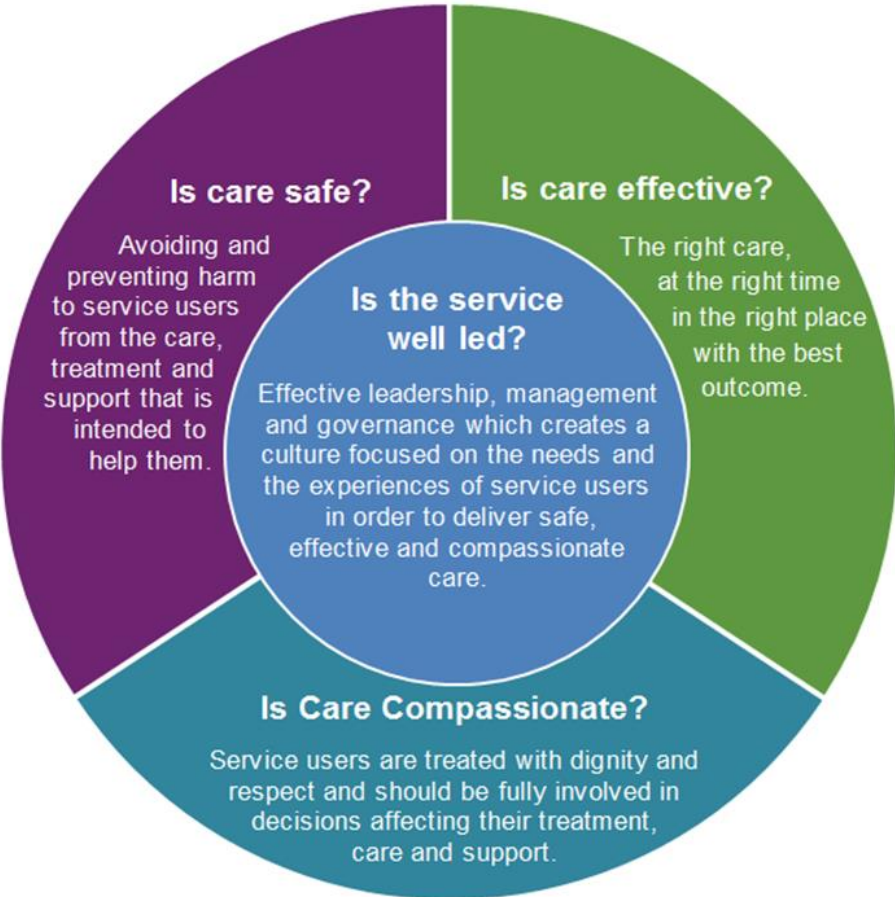 Is care safe?
Avoiding and
preventing harm
to service users
from the care,
treatment and
support that is
intended to
help them.
Is care effective?
The right care,
at the right time
in the right place
with the best
outcome.
Is the service
well led?
Effective leadership, management
and governance which creates a
culture focused on the needs and
the experiences of service users
in order to deliver safe,
effective and compassionate
care.
Is Care Compassionate?
Service users are treated with dignity and
respect and should be fully involved in
decisions affecting their treatment,
care and support.